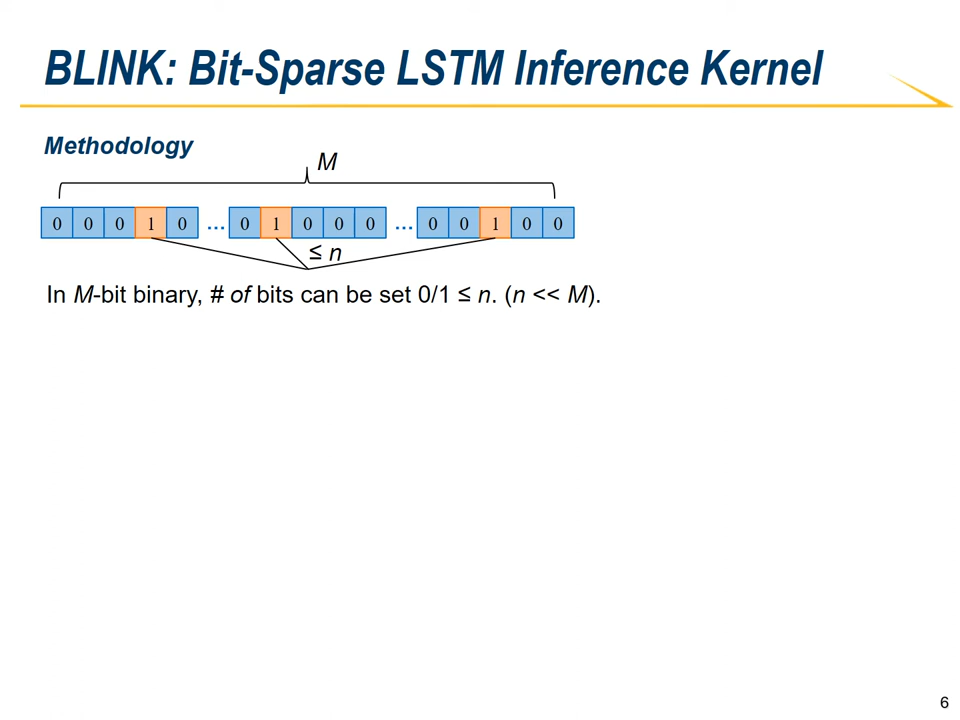 BLINK: Bit-Sparse LSTM Inference Kernel
Methodology
M
0 0 0 1 0 ... 0 1 0 0 0 ... 0 0 1 0 0
≤ n
In M-bit binary, # of bits can be set 0/1 ≤ n. (n << M).
6